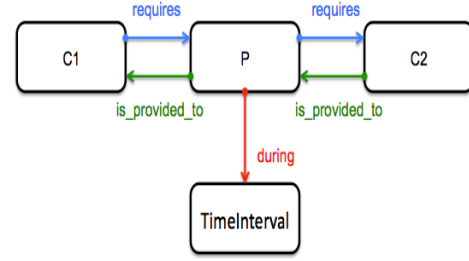 requires
requires
C1
P
C2
is_provided_to
is_provided_to
during
TimeInterval